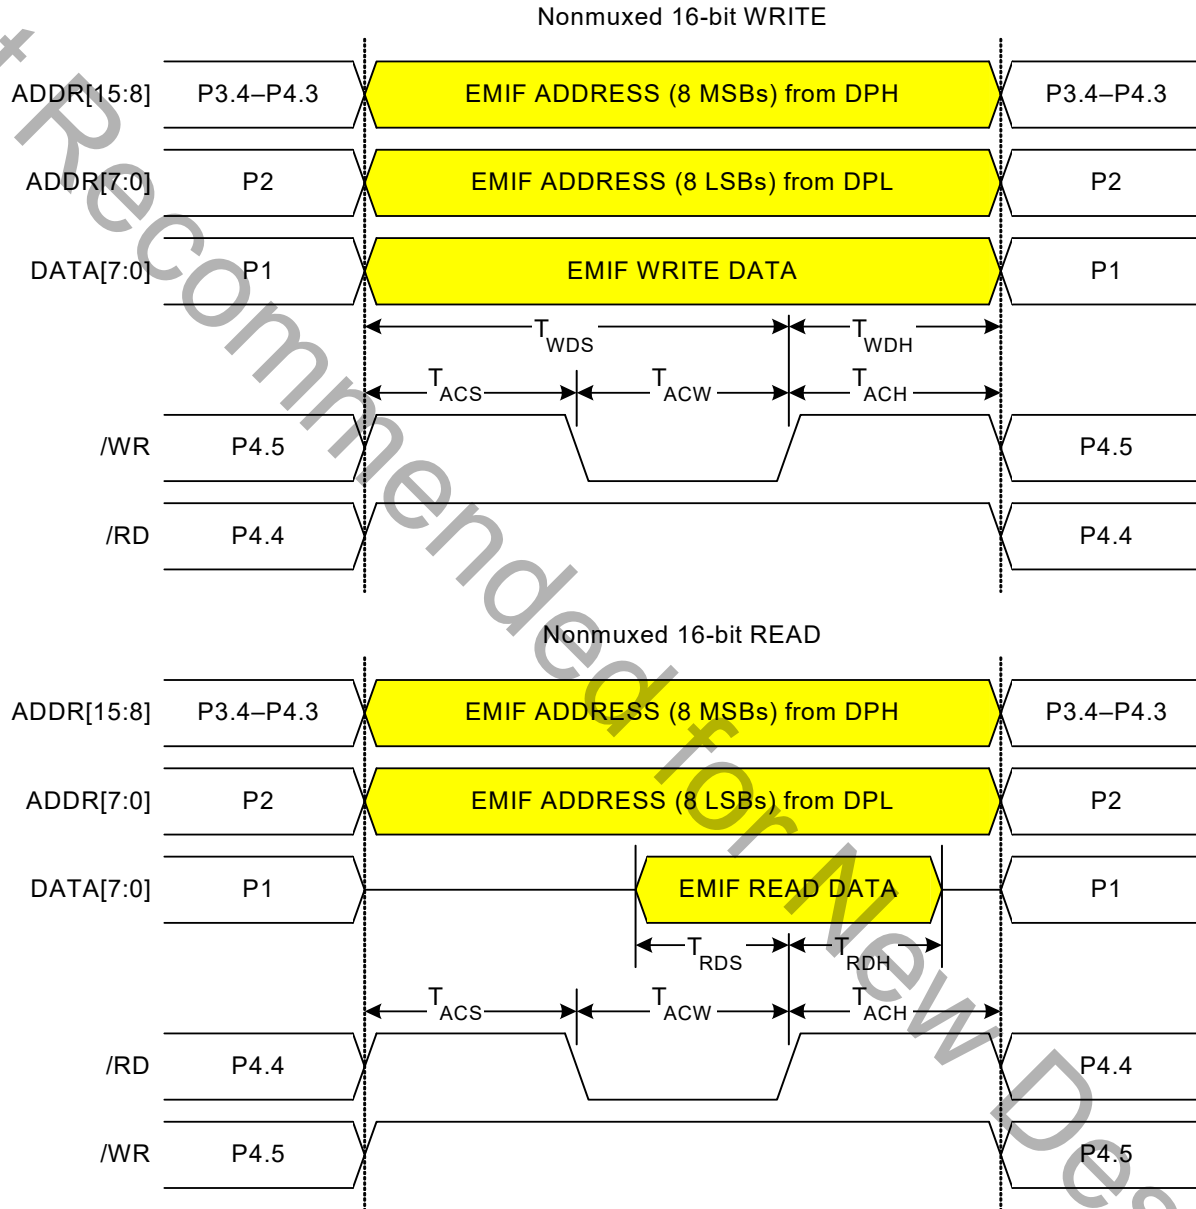 Nonmuxed 16-bit WRITE
ADDR[15:8] P3.4–P4.3 EMIF ADDRESS (8 MSBs) from DPH P3.4–P4.3
ADDR[7:0] P2 EMIF ADDRESS (8 LSBs) from DPL P2
DATA[7:0] P1 EMIF WRITE DATA P1
TWDS TWDH
TACS TACW TACH
/WR P4.5 P4.5
/RD P4.4 P4.4
Nonmuxed 16-bit READ
ADDR[15:8] P3.4–P4.3 EMIF ADDRESS (8 MSBs) from DPH P3.4–P4.3
ADDR[7:0] P2 EMIF ADDRESS (8 LSBs) from DPL P2
DATA[7:0] P1 EMIF READ DATA P1
TRDS TRDH
TACS TACW TACH
/RD P4.4 P4.4
/WR P4.5 P4.5
Recommended for New